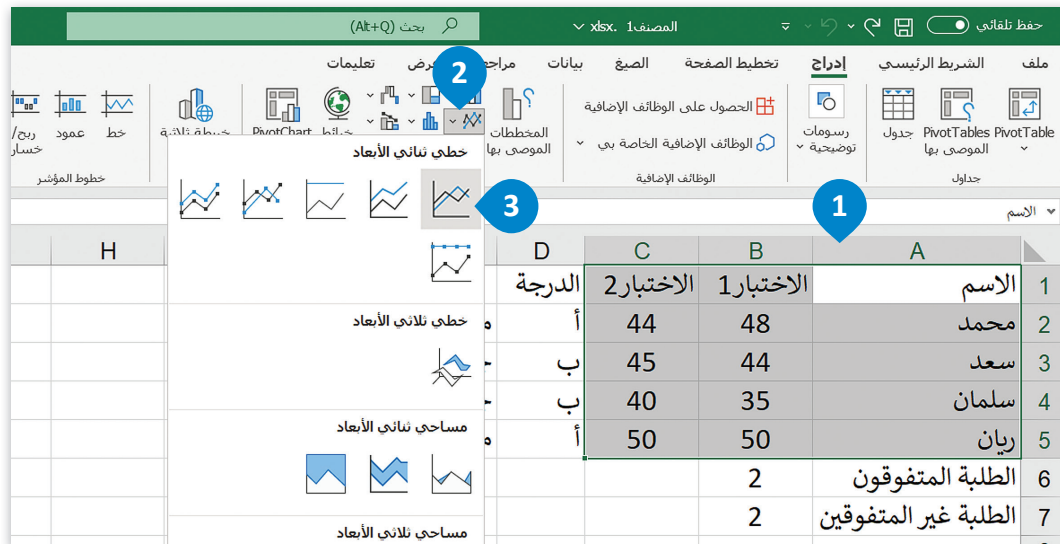 حفظ تلقائي
المصنف1 .xlsx
بحث (Alt+Q)
ملف الشريط الرئيسي إدراج تخطيط الصفحة الصيغ بيانات تعليمات
2
PivotTable
PivotTables الموصى بها
جدول
جداول
رسومات توضيحية
الحصول على الوظائف الإضافية
الوظائف الإضافية الخاصة بي
الوظائف الإضافية
المخططات الموصى بها
خرائط
PivotChart
خريطة ثلاثية
خط
عمود
ربح/خسار
خطوط المؤشر
خطي ثنائي الأبعاد
3
خطي ثلاثي الأبعاد
مساحي ثنائي الأبعاد
مساحي ثلاثي الأبعاد
1
الاسم
A B C D H
1 الاسم الاختبار1 الاختبار2 الدرجة
2 محمد 48 44 أ
3 سعد 44 45 ب
4 سلمان 35 40 ب
5 ريان 50 50 أ
6 الطلبة المتفوقون 2
7 الطلبة غير المتفوقين 2